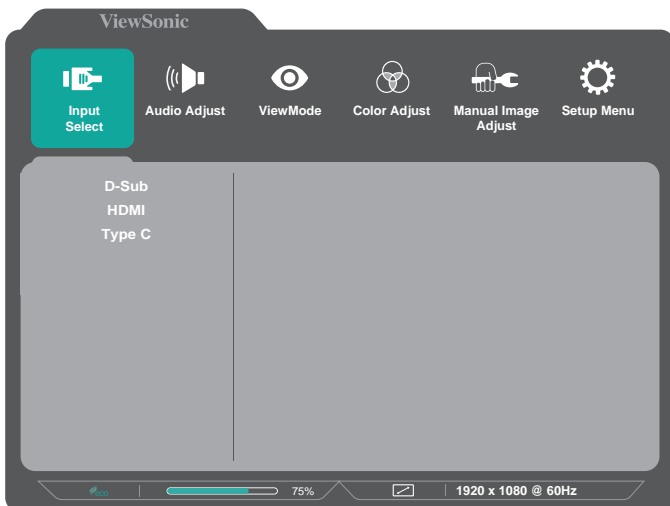 ViewSonic
Input
Select
Audio Adjust
ViewMode
Color Adjust
Manual Image
Adjust
Setup Menu
D-Sub
HDMI
Type C
eco
75%
1920 x 1080 @ 60Hz